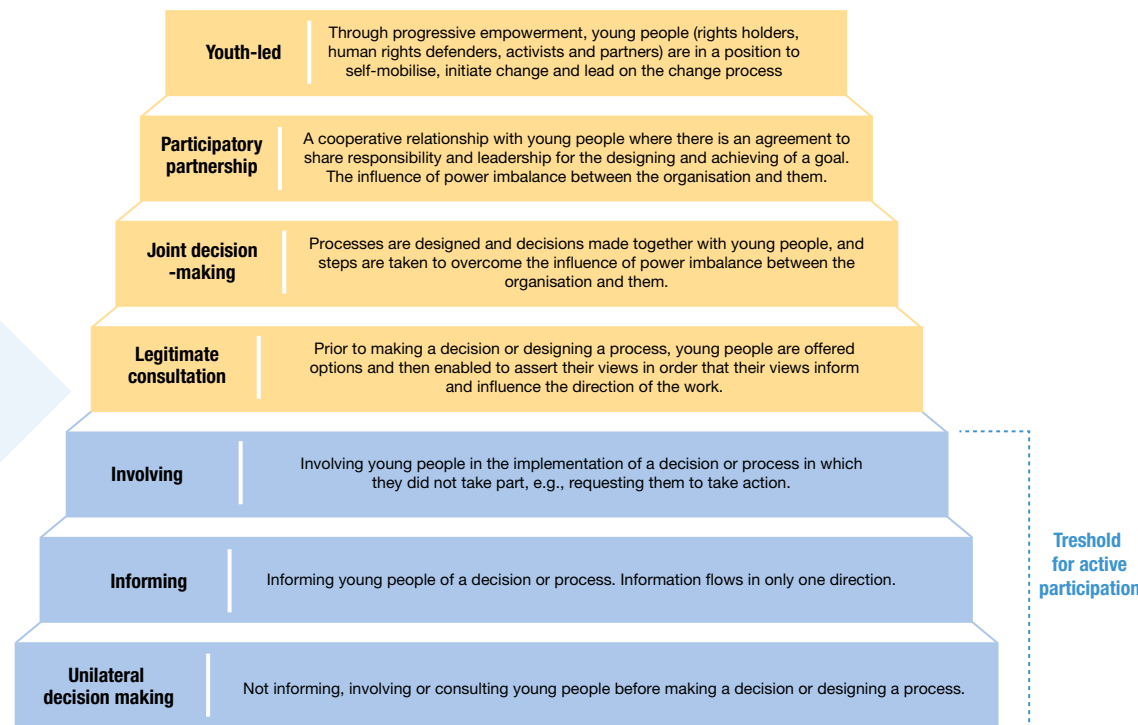 Youth-led
Through progressive empowerment, young people (rights holders,
human rights defenders, activists and partners) are in a position to
self-mobilise, initiate change and lead on the change process
Participatory
partnership
A cooperative relationship with young people where there is an agreement to
share responsibility and leadership for the designing and achieving of a goal.
The influence of power imbalance between the organisation and them.
Joint decision
-making
Processes are designed and decisions made together with young people, and
steps are taken to overcome the influence of power imbalance between the
organisation and them.
Legitimate
consultation
Prior to making a decision or designing a process, young people are offered
options and then enabled to assert their views in order that their views inform
and influence the direction of the work.
Involving
Involving young people in the implementation of a decision or process in which
they did not take part, e.g., requesting them to take action.
Informing
Informing young people of a decision or process. Information flows in only one direction.
Unilateral
decision making
Not informing, involving or consulting young people before making a decision or designing a process.
Treshold
for active
participation